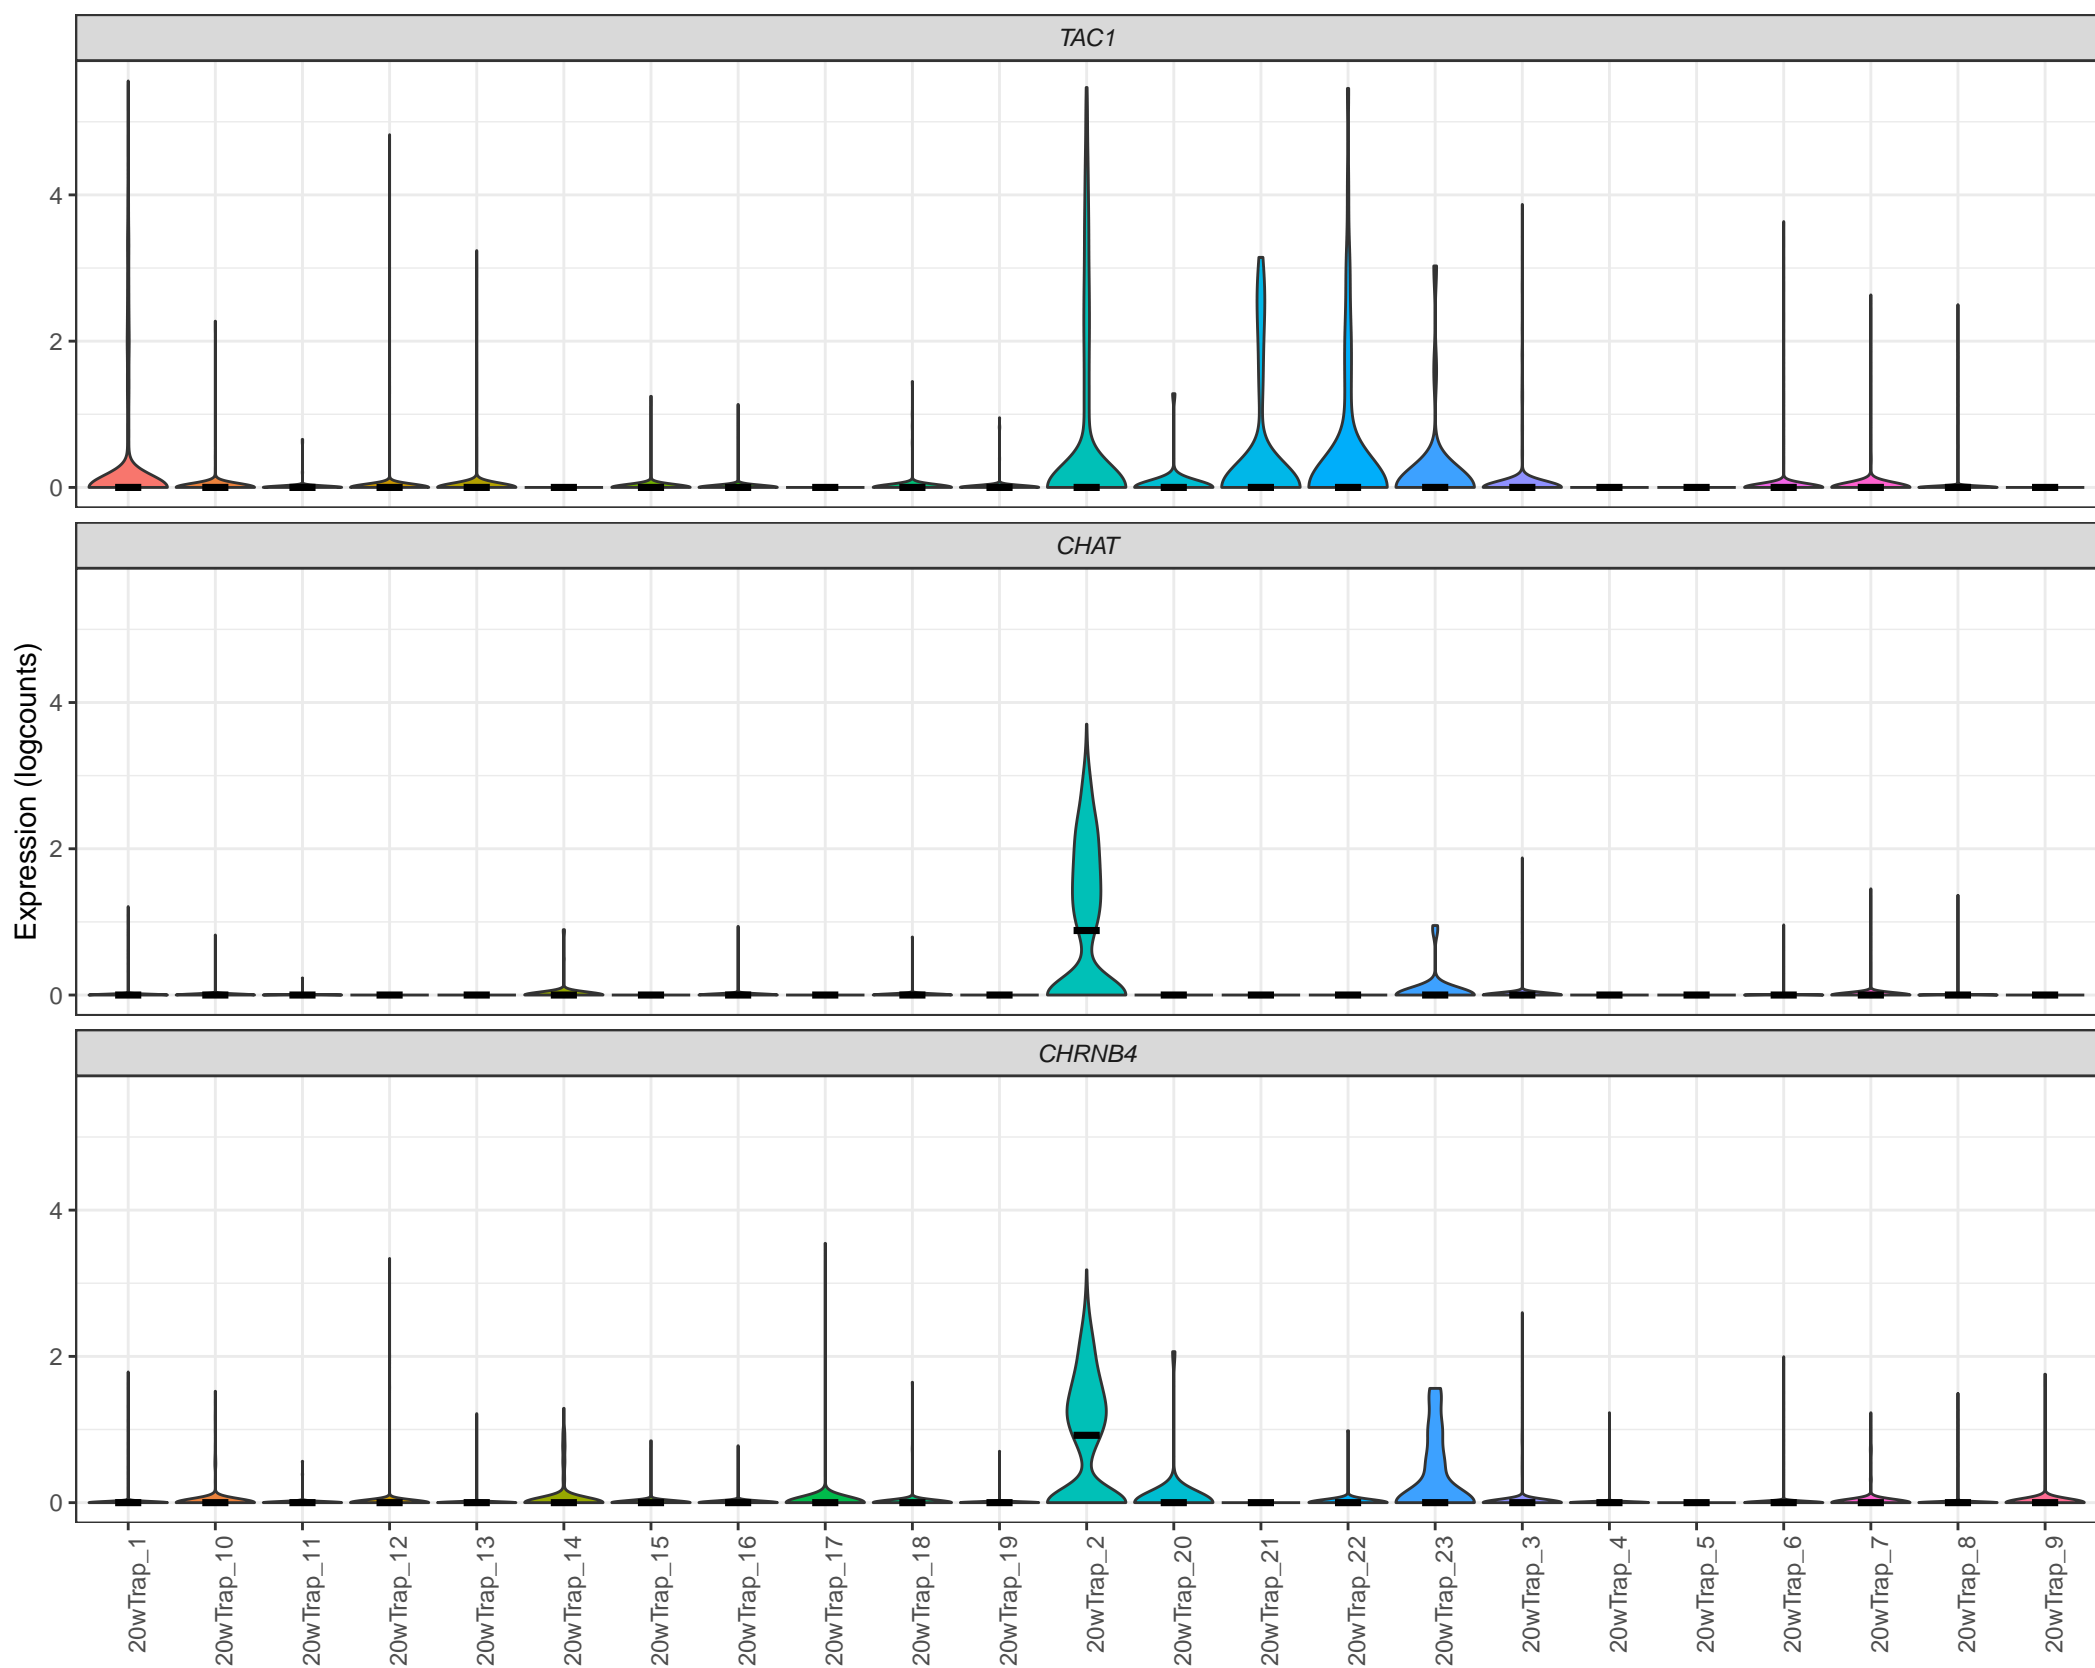 TAC1
4
2
0
CHAT
4
2
0
Expression (logcounts)
CHRNB4
4
2
0
20wTrap_1
20wTrap_10
20wTrap_11
20wTrap_12
20wTrap_13
20wTrap_14
20wTrap_15
20wTrap_16
20wTrap_17
20wTrap_18
20wTrap_19
20wTrap_2
20wTrap_20
20wTrap_21
20wTrap_22
20wTrap_23
20wTrap_3
20wTrap_4
20wTrap_5
20wTrap_6
20wTrap_7
20wTrap_8
20wTrap_9